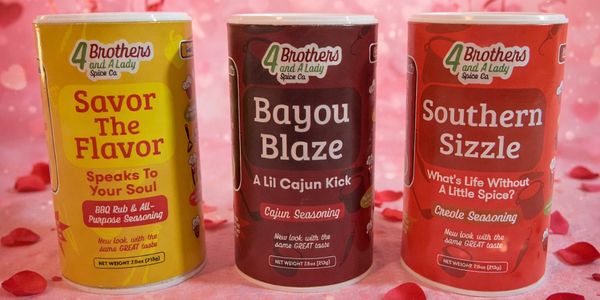 4 Brothers
and A Lady
Spice Co.
Savor
The
Flavor
Speaks To
Your Soul
BBQ Rub & All-
Purpose Seasoning
New look with the
same GREAT taste
NET WEIGHT 7.5oz (213g)
4 Brothers
and A Lady
Spice Co.
Bayou
Blaze
A Lil Cajun Kick
Cajun Seasoning
New look with the
same GREAT taste
NET WEIGHT 7.5oz (213g)
4 Brothers
and A Lady
Spice Co.
Southern
Sizzle
What's Life Without
A Little Spice?
Creole Seasoning
New look with the
same GREAT taste
NET WEIGHT 7.5oz (213g)